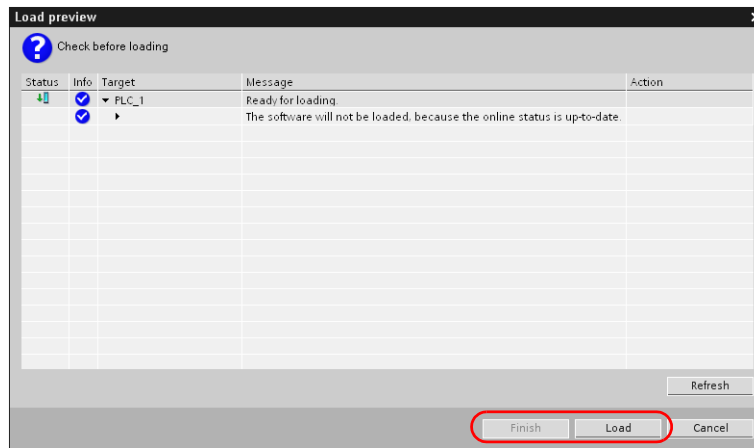 Load preview
Check before loading
Status Info Target Message Action
PLC_1 Ready for loading.
The software will not be loaded, because the online status is up-to-date.
Refresh
Finish Load Cancel